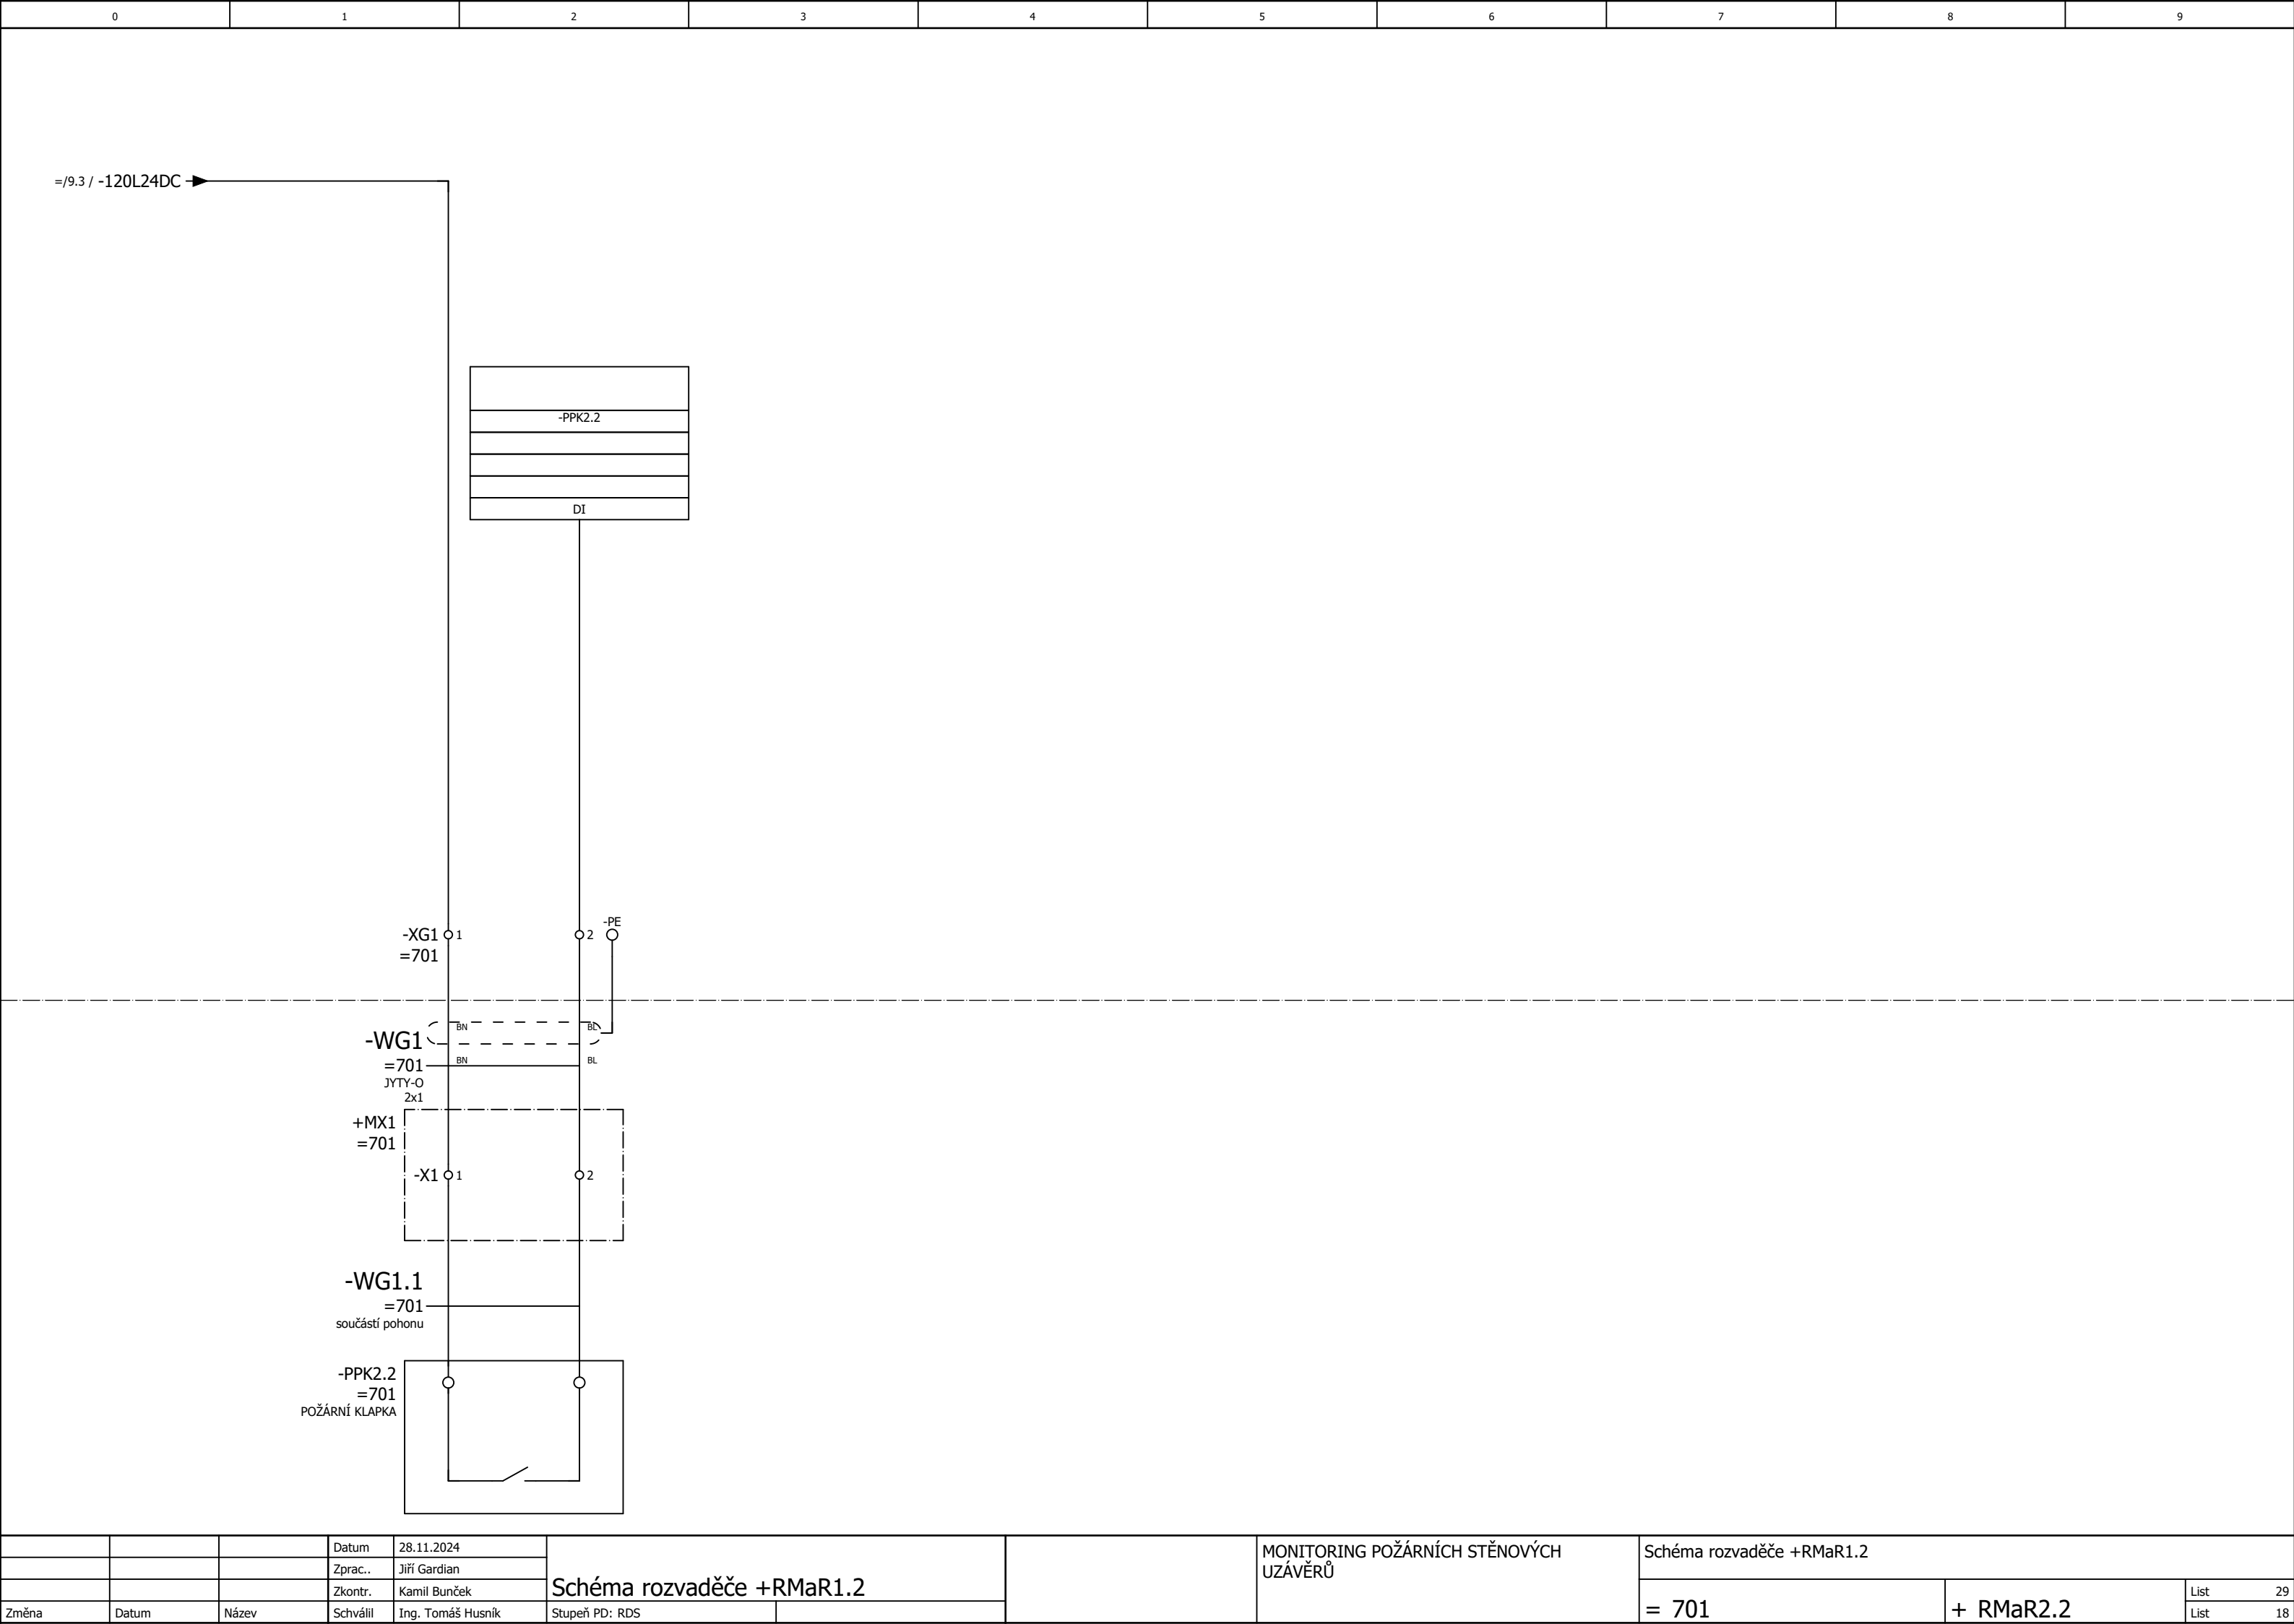 0 1 2 3 4 5 6 7 8 9
=/9.3 / -120L24DC
-PPK2.2
DI
-PE
-XG1 1 2
=701
BN BL
-WG1
=701 BN BL
JYTY-O
2x1
+MX1
=701
-X1 1 2
-WG1.1
=701
součástí pohonu
-PPK2.2
=701
POŽÁRNÍ KLAPKA
Datum 28.11.2024
Zprac.. Jiří Gardian
Zkontr. Kamil Bunček
Změna Datum Název Schválil Ing. Tomáš Husník
Schéma rozvaděče +RMaR1.2
Stupeň PD: RDS
MONITORING POŽÁRNÍCH STĚNOVÝCH
UZÁVĚRŮ
Schéma rozvaděče +RMaR1.2
= 701
+ RMaR2.2
List 29
List 18